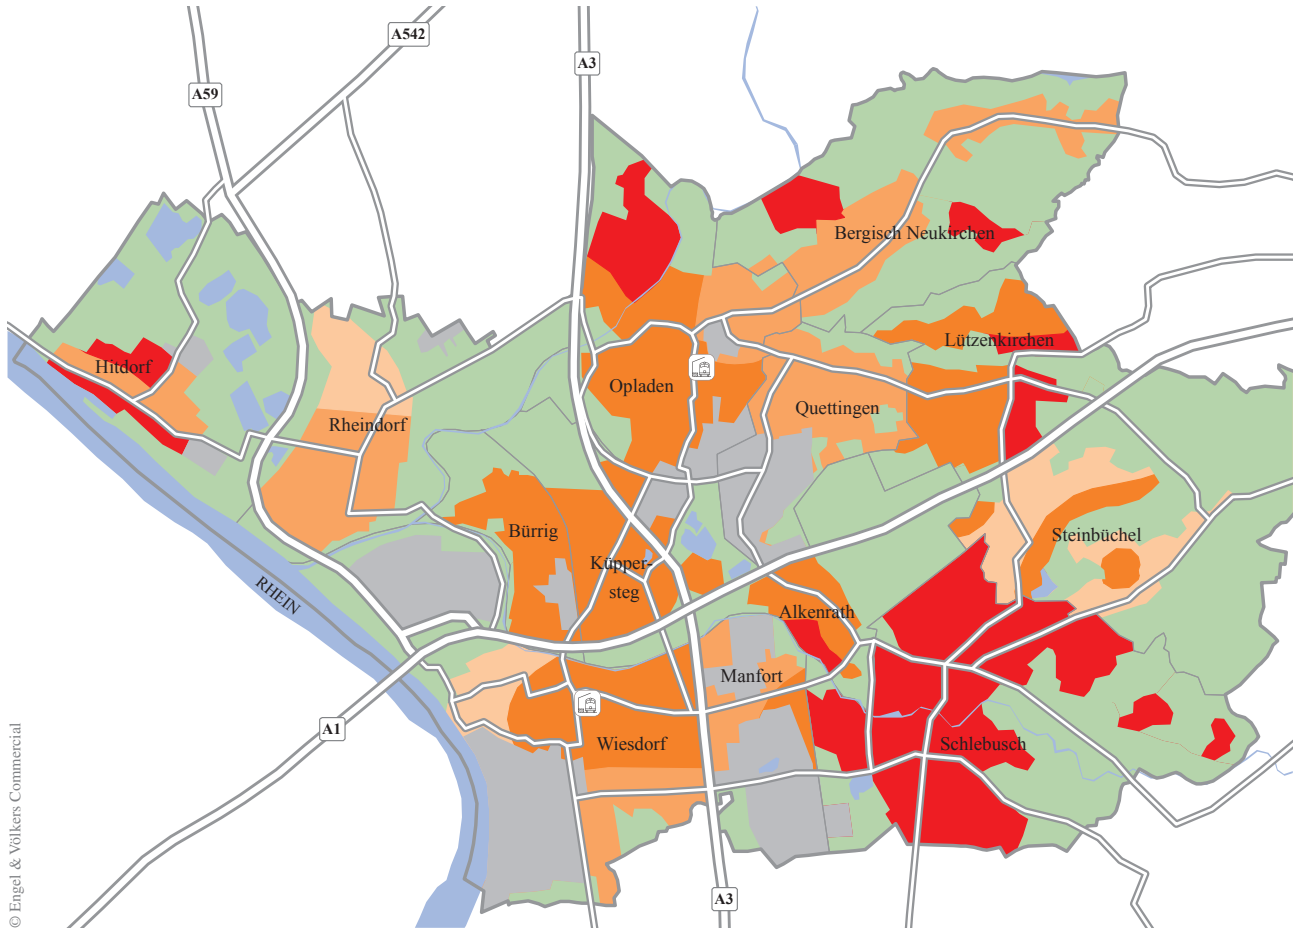 A542
A3
A59
Bergisch Neukirchen
Lützenkirchen
Hitdorf
Opladen
Quettingen
Rheindorf
Bürrig
Steinbüchel
Küpper-
steg
RHEIN
Alkenrath
Manfort
A1
Wiesdorf
Schlebusch
A3
© Engel & Völkers Commercial